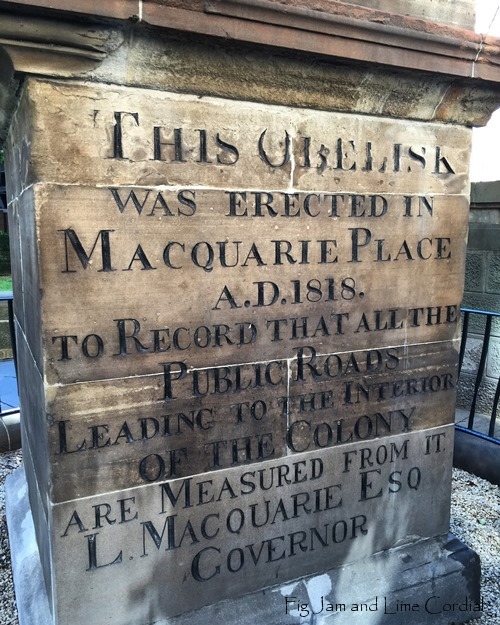 THIS OBELISK
WAS ERECTED IN
MACQUARIE PLACE
A.D.1818.
TO RECORD THAT ALL THE
PUBLIC ROADS
LEADING TO THE INTERIOR
OF THE COLONY
ARE MEASURED FROM IT.
L. MACQUARIE ESQ
GOVERNOR
Fig Jam and Lime Cordial